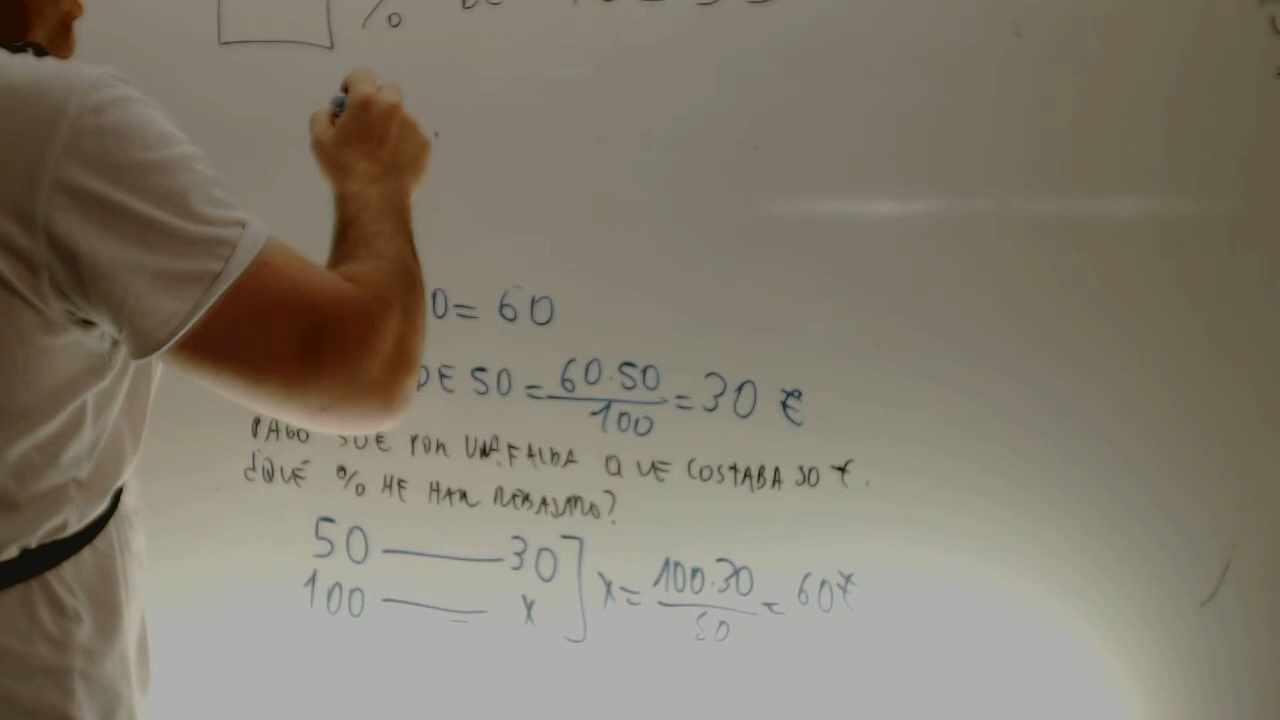 %
0 = 60
DE 50 = 60·50 / 100 = 30 €
PAGO 30€ POR UNA FALDA QUE COSTABA 50 €.
¿QUÉ % ME HAN REBAJADO?
50 — 30
100 — X ] X = 100·30 / 50 = 60€